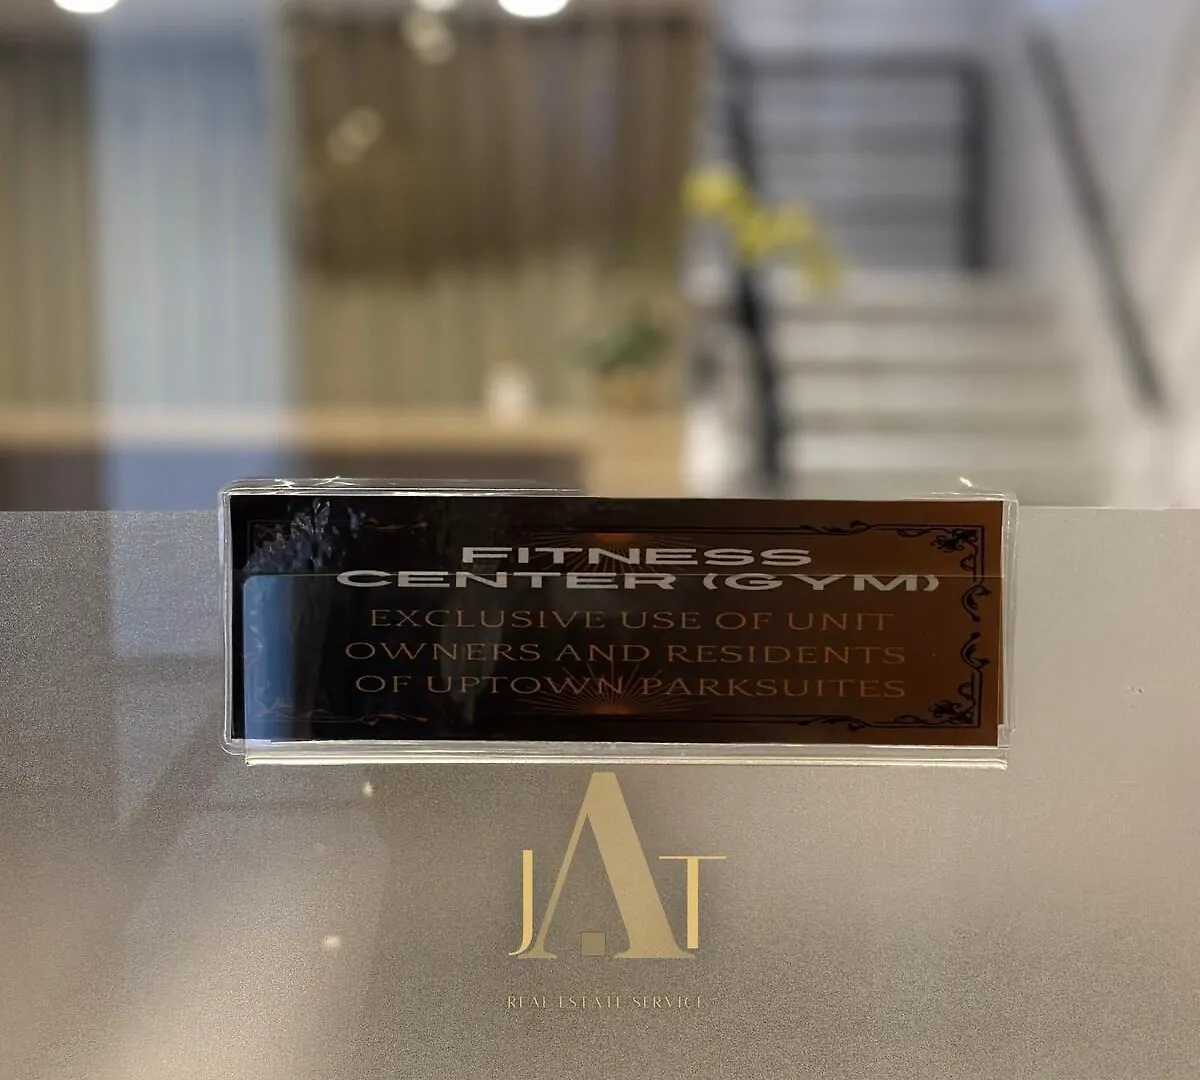 FITNESS
CENTER (GYM)
EXCLUSIVE USE OF UNIT
OWNERS AND RESIDENTS
OF UPTOWN PARKSUITES
JAT
REAL ESTATE SERVICE